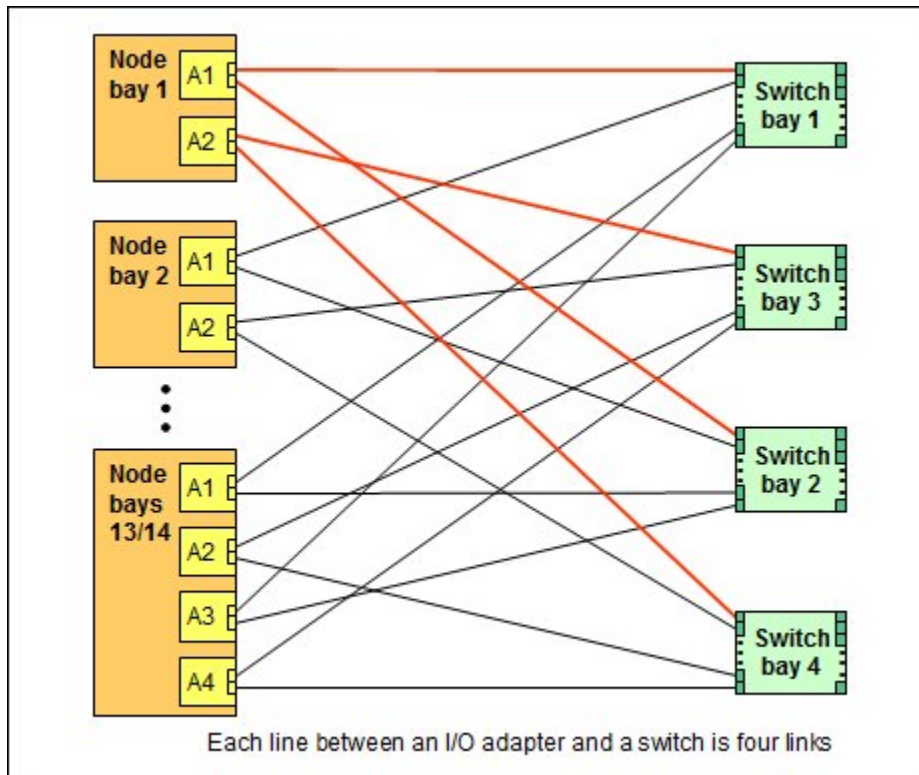 Node
bay 1
A1
A2
Node
bay 2
A1
A2
Node
bays
13/14
A1
A2
A3
A4
Switch
bay 1
Switch
bay 3
Switch
bay 2
Switch
bay 4
Each line between an I/O adapter and a switch is four links